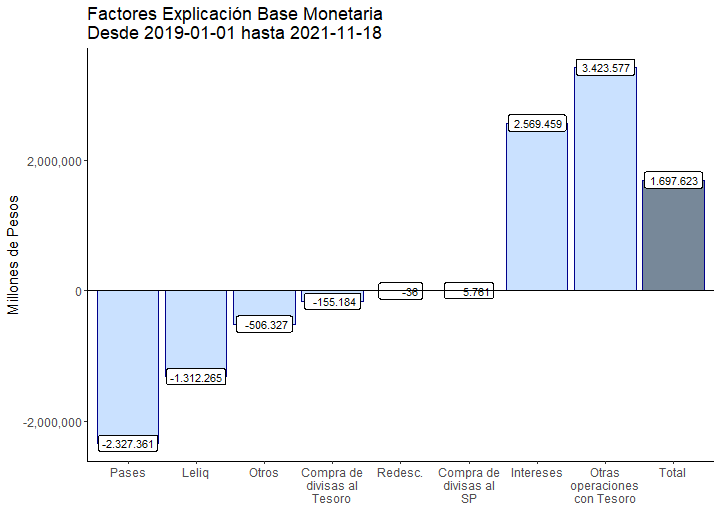 Factores Explicación Base Monetaria
Desde 2019-01-01 hasta 2021-11-18
Millones de Pesos
2,000,000
0
-2,000,000
-2.327.361
-1.312.265
-506.327
-155.184
-36
5.761
2.569.459
3.423.577
1.697.623
Pases
Leliq
Otros
Compra de
divisas al
Tesoro
Redesc.
Compra de
divisas al
SP
Intereses
Otras
operaciones
con Tesoro
Total